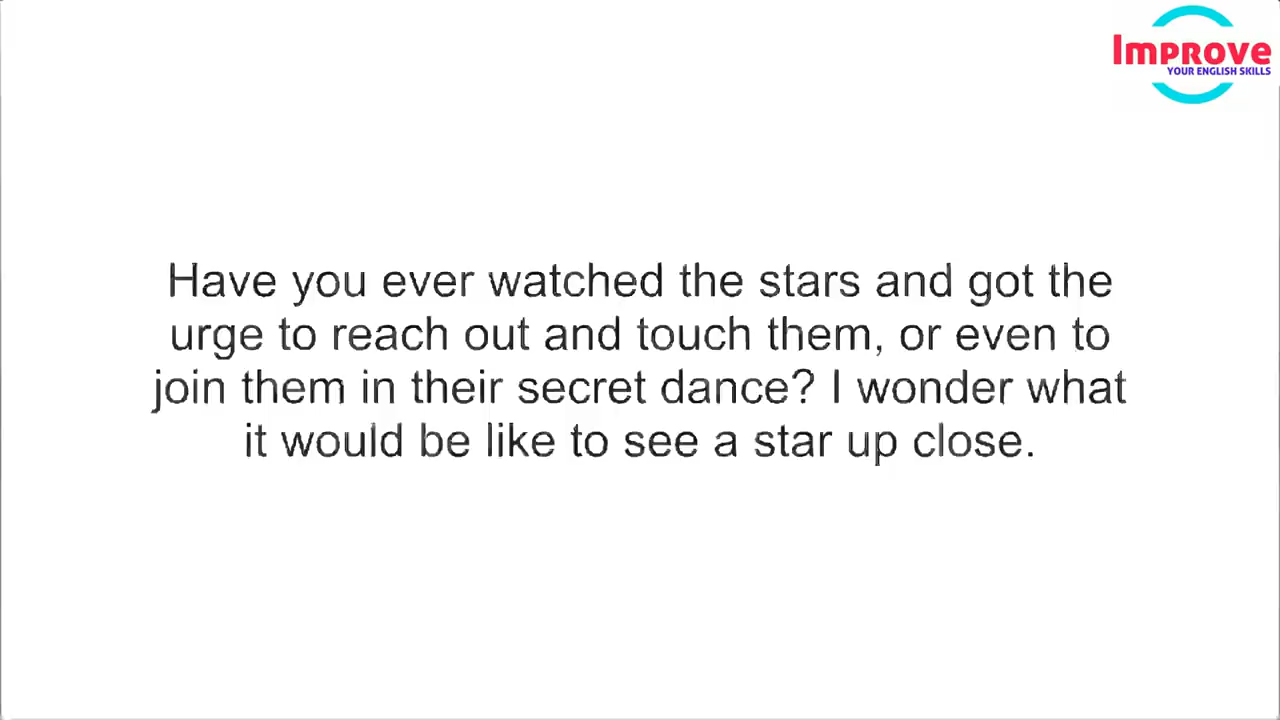 Improve
YOUR ENGLISH SKILLS
Have you ever watched the stars and got the
urge to reach out and touch them, or even to
join them in their secret dance? I wonder what
it would be like to see a star up close.